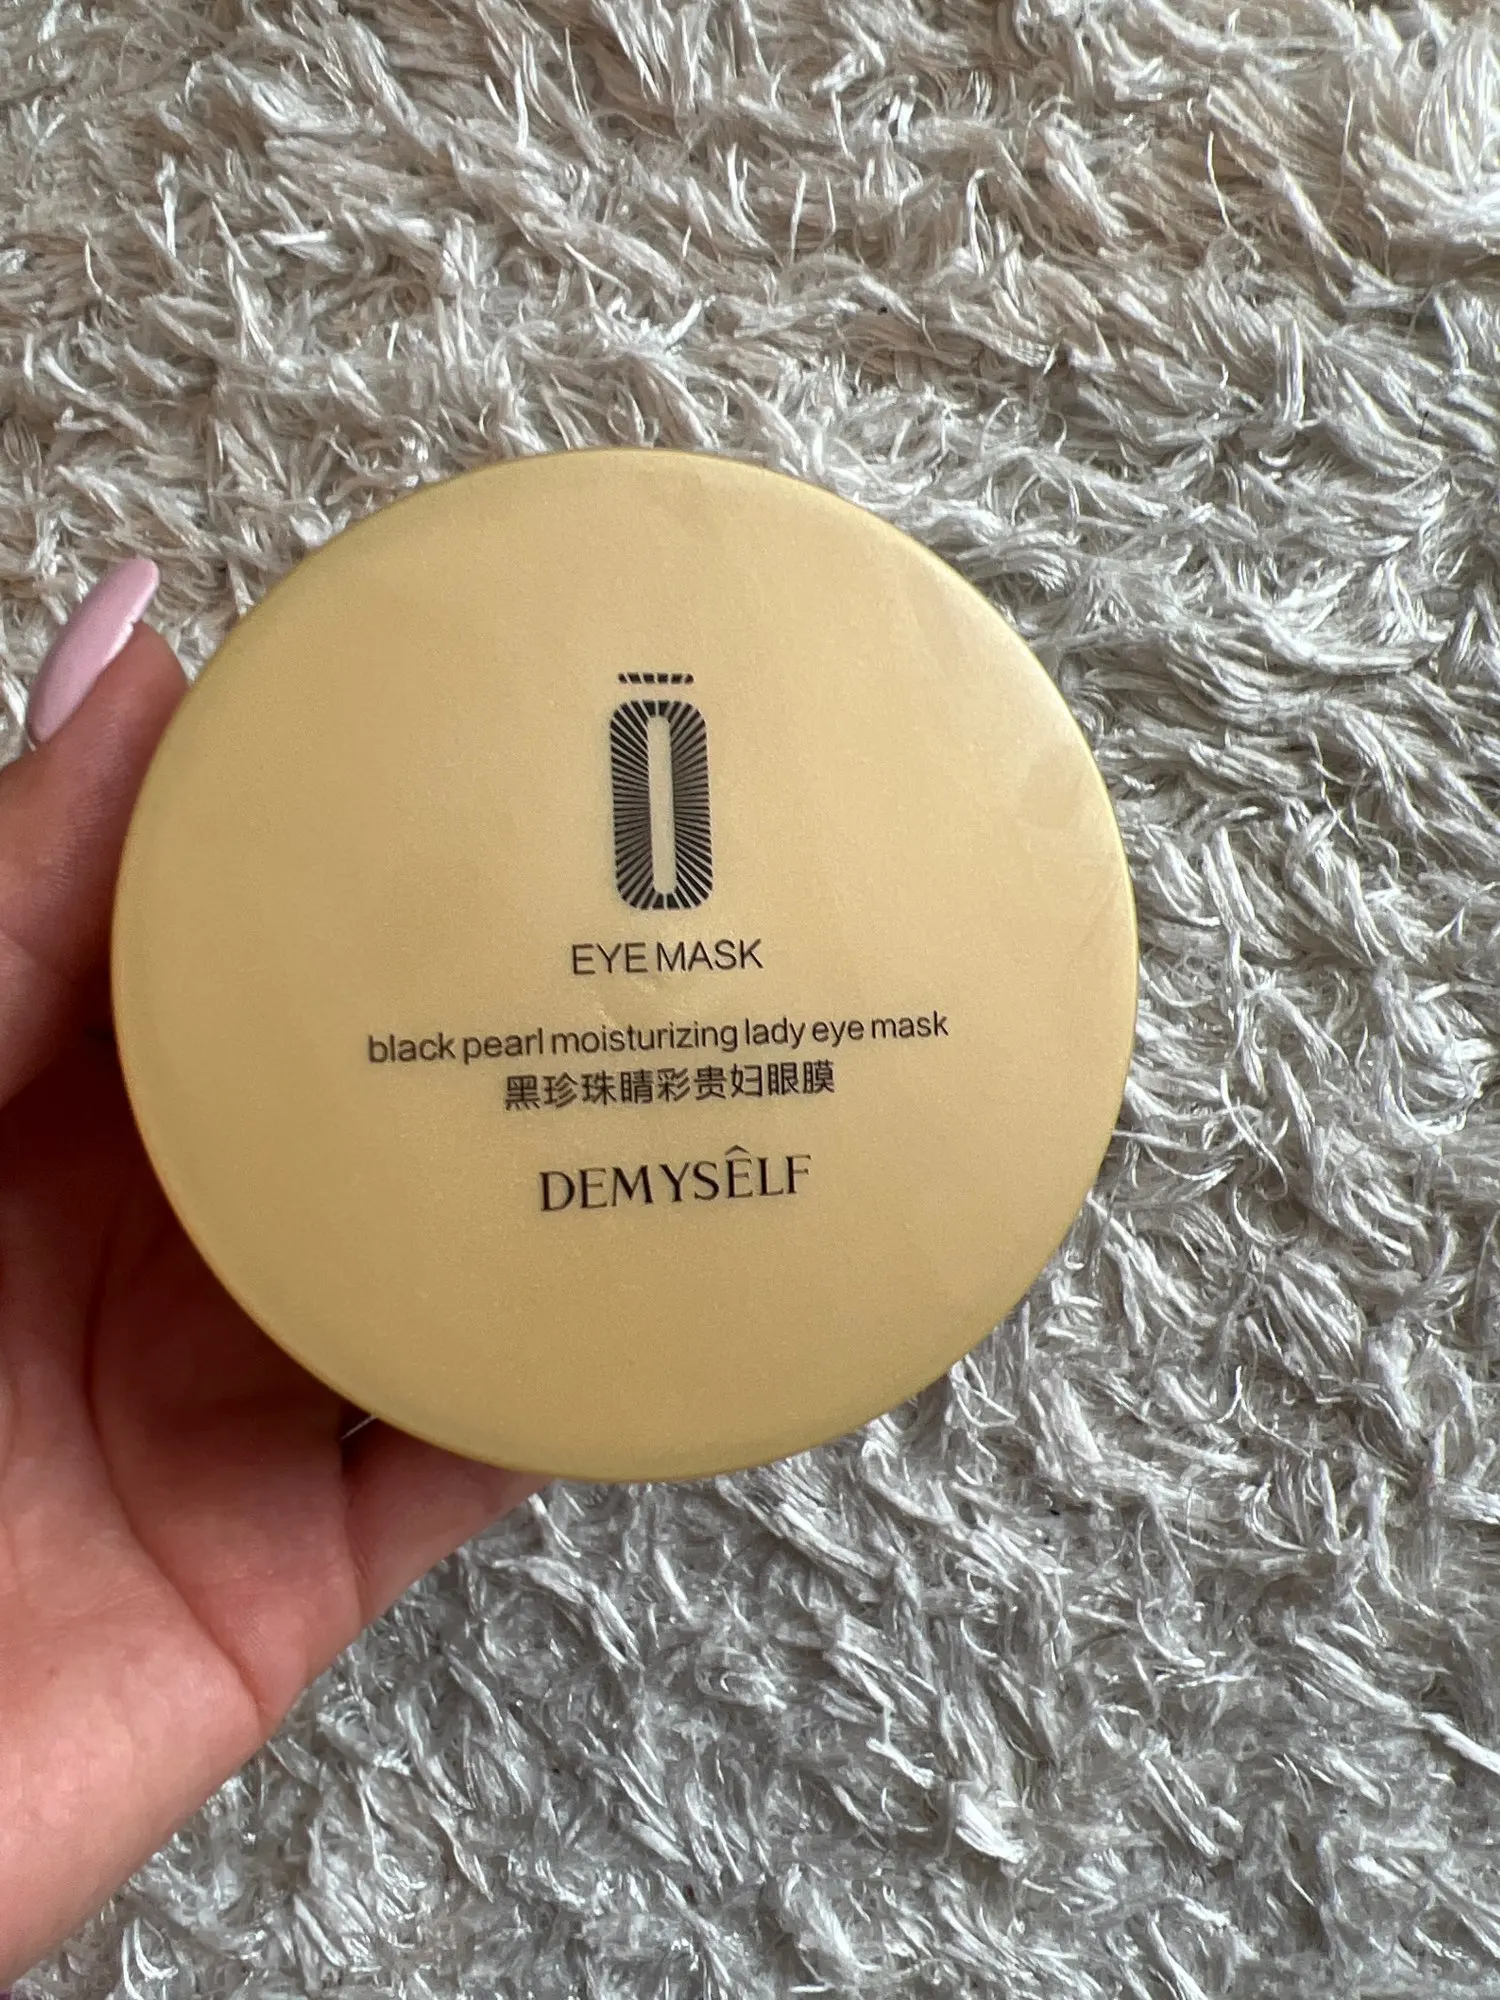 Ō
EYE MASK
black pearl moisturizing lady eye mask
黑珍珠睛彩贵妇眼膜
DEMYSÊLF